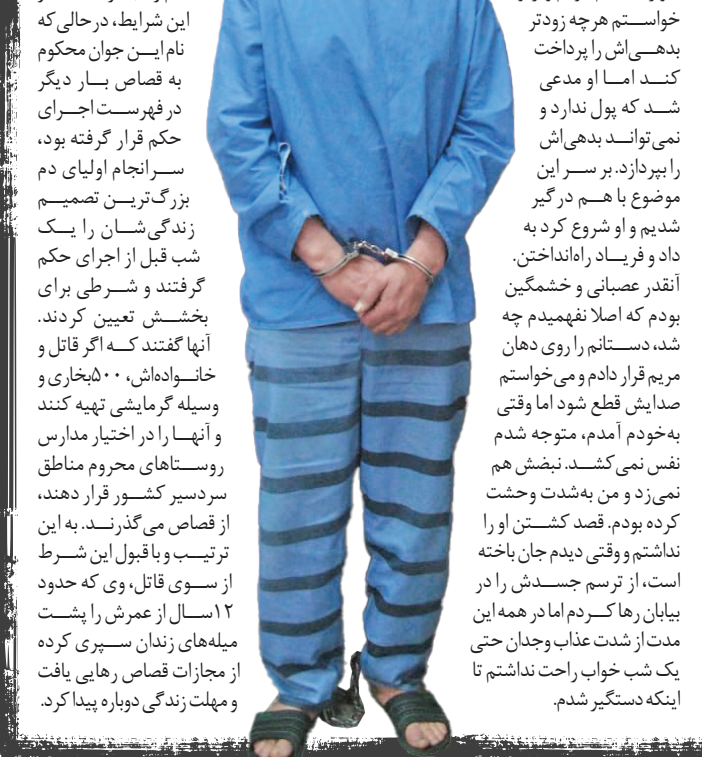 خواستم هرچه زودتر
بدهی‌اش را پرداخت
کند اما او مدعی
شد که پول ندارد و
نمی‌تواند بدهی‌اش
را بپردازد. بر سر این
موضوع با هم درگیر
شدیم و او شروع کرد به
داد و فریاد راه‌انداختن.
آنقدر عصبانی و خشمگین
بودم که اصلا نفهمیدم چه
شد، دستانم را روی دهان
مریم قرار دادم و می‌خواستم
صدایش قطع شود اما وقتی
به‌خودم آمدم، متوجه شدم
نفس نمی‌کشد. نبضش هم
نمی‌زد و من به‌شدت وحشت
کرده بودم. قصد کشتن او را
نداشتم و وقتی دیدم جان باخته
است، از ترسم جسدش را در
بیابان رها کردم اما در همه این
مدت از شدت عذاب وجدان حتی
یک شب خواب راحت نداشتم تا
اینکه دستگیر شدم.
این شرایط، درحالی‌که
نام این جوان محکوم
به قصاص بار دیگر
در فهرست اجرای
حکم قرار گرفته بود،
سرانجام اولیای دم
بزرگ‌ترین تصمیم
زندگی‌شان را یک
شب قبل از اجرای حکم
گرفتند و شرطی برای
بخشش تعیین کردند.
آنها گفتند که اگر قاتل و
خانواده‌اش، ۵۰۰بخاری و
وسیله گرمایشی تهیه کنند
و آنها را در اختیار مدارس
روستاهای محروم مناطق
سردسیر کشور قرار دهند،
از قصاص می‌گذرند. به این
ترتیب و با قبول این شرط
از سوی قاتل، وی که حدود
۱۲سال از عمرش را پشت
میله‌های زندان سپری کرده
از مجازات قصاص رهایی یافت
و مهلت زندگی دوباره پیدا کرد.